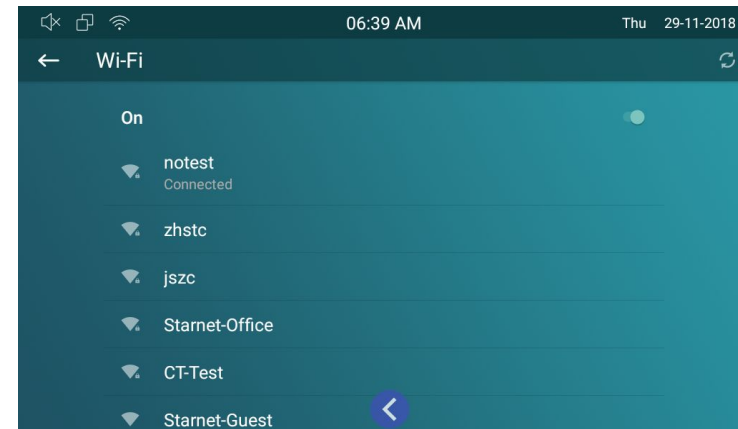 06:39 AM Thu 29-11-2018
Wi-Fi
On
notest
Connected
zhstc
jszc
Starnet-Office
CT-Test
Starnet-Guest